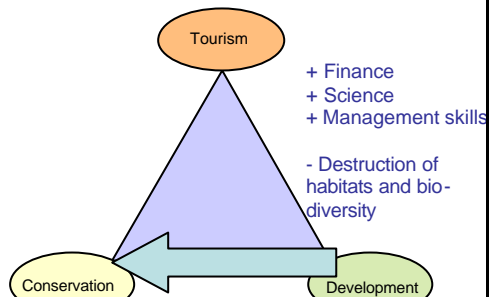 Tourism
+ Finance
+ Science
+ Management skills
- Destruction of
habitats and bio-
diversity
Conservation
Development